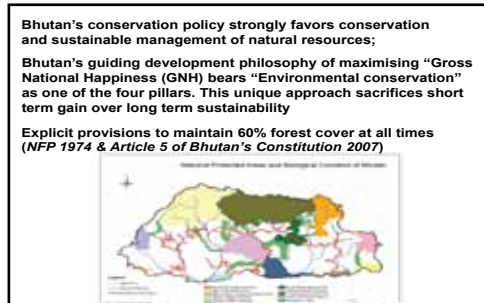 Bhutan’s conservation policy strongly favors conservation
and sustainable management of natural resources;
Bhutan’s guiding development philosophy of maximising “Gross
National Happiness (GNH) bears “Environmental conservation”
as one of the four pillars. This unique approach sacrifices short
term gain over long term sustainability
Explicit provisions to maintain 60% forest cover at all times
(NFP 1974 & Article 5 of Bhutan’s Constitution 2007)
National Protected Areas and Biological Corridors of Bhutan